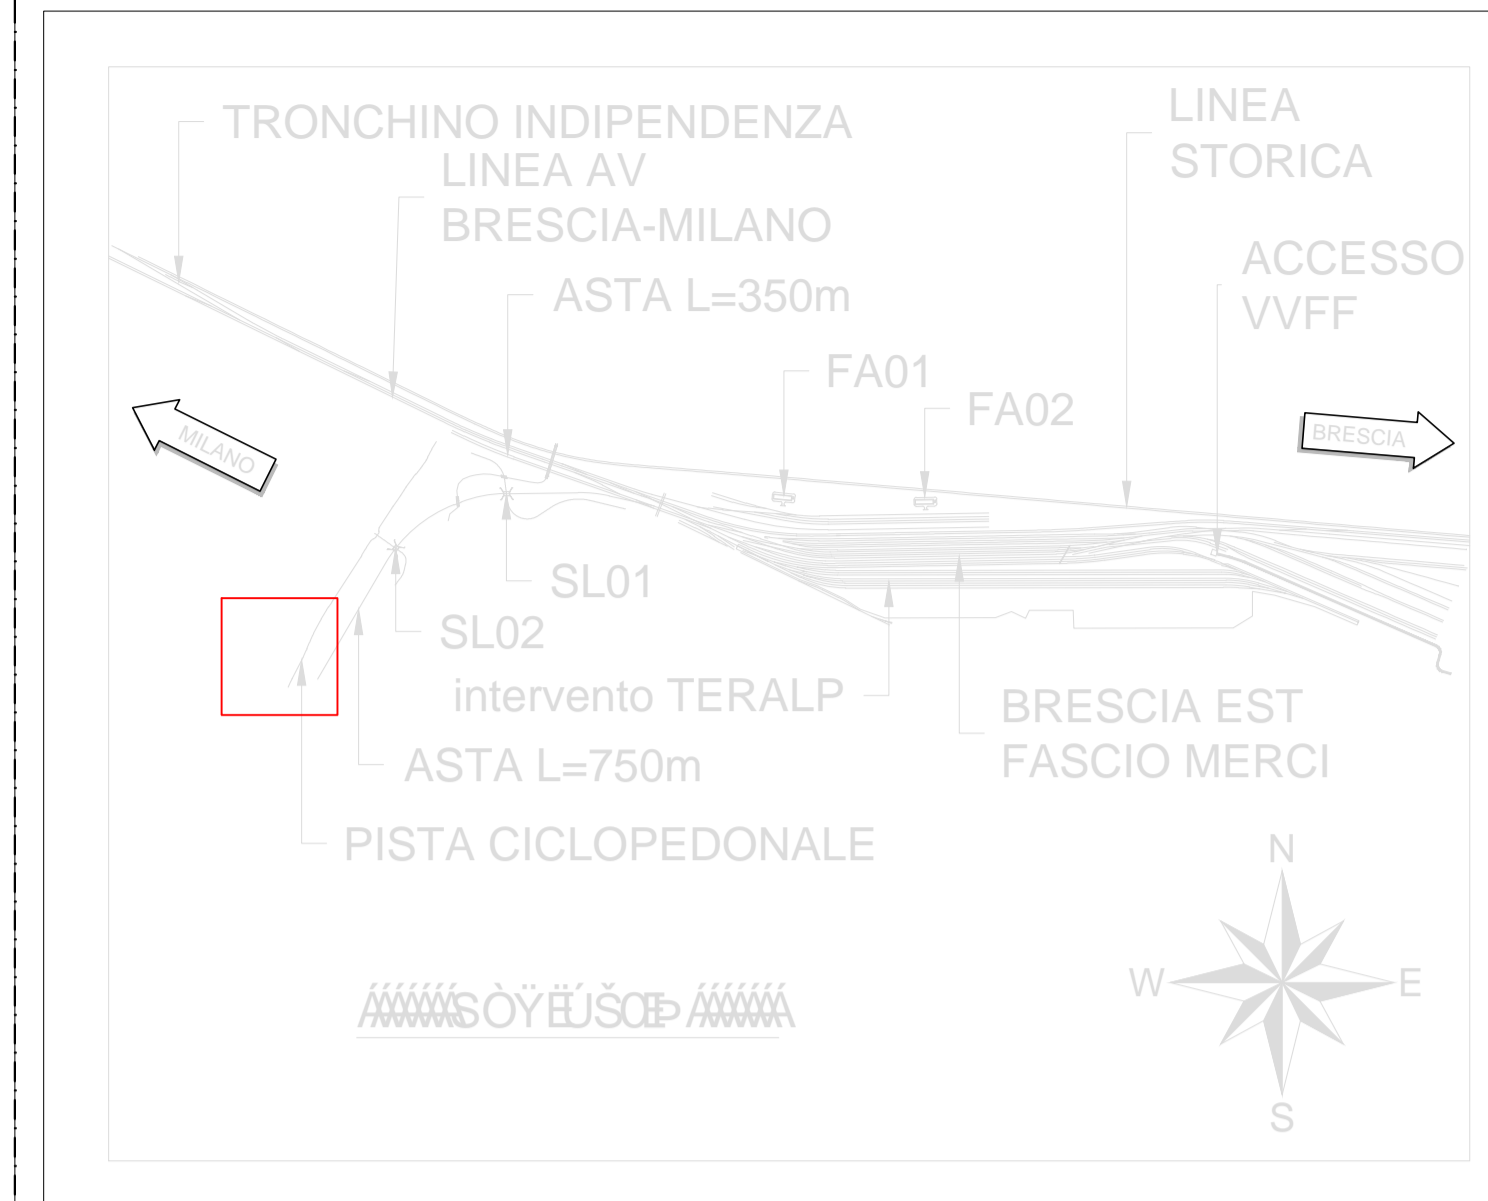 TRONCHINO INDIPENDENZA
LINEA AV
BRESCIA-MILANO
LINEA
STORICA
ASTA L=350m
ACCESSO
VVFF
FA01
FA02
MILANO
BRESCIA
SL01
SL02
intervento TERALP
BRESCIA EST
FASCIO MERCI
ASTA L=750m
PISTA CICLOPEDONALE
N
W
E
S